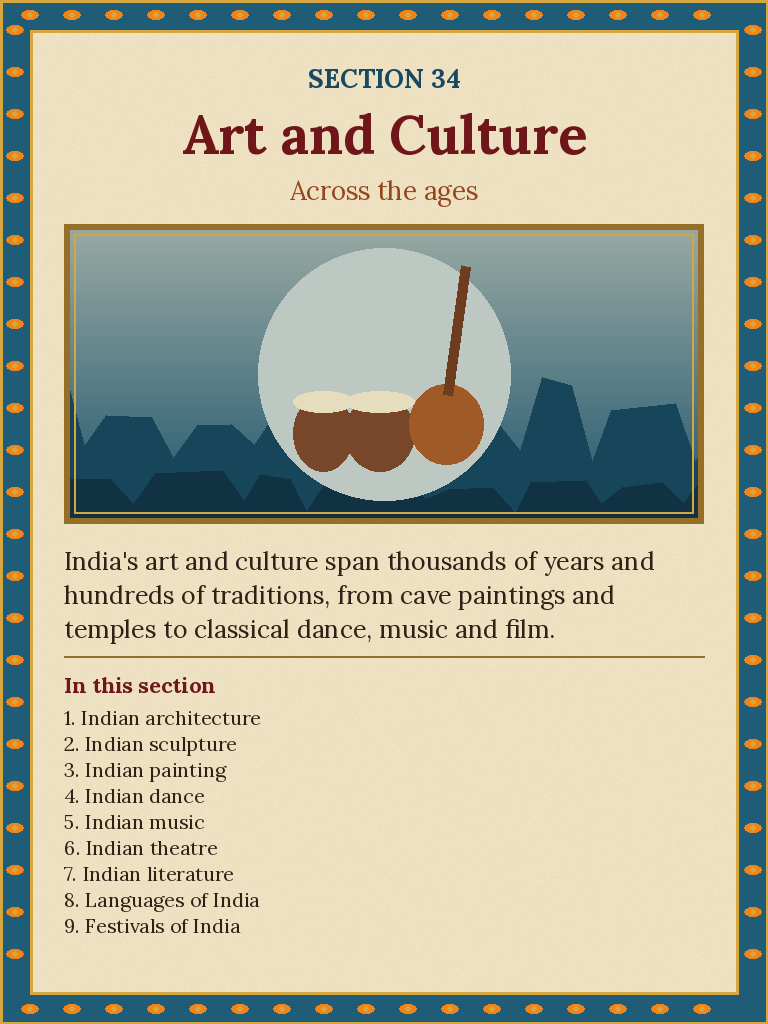 SECTION 34
Art and Culture
Across the ages
India's art and culture span thousands of years and
hundreds of traditions, from cave paintings and
temples to classical dance, music and film.
In this section
1. Indian architecture
2. Indian sculpture
3. Indian painting
4. Indian dance
5. Indian music
6. Indian theatre
7. Indian literature
8. Languages of India
9. Festivals of India